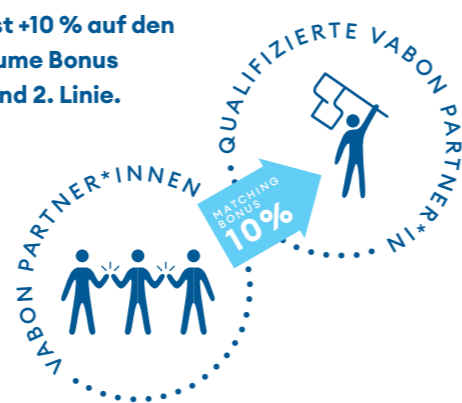 st +10 % auf den
ume Bonus
nd 2. Linie.
QUALIFIZIERTE VABON PARTNER*IN
MATCHING
BONUS
10%
VABON PARTNER*INNEN